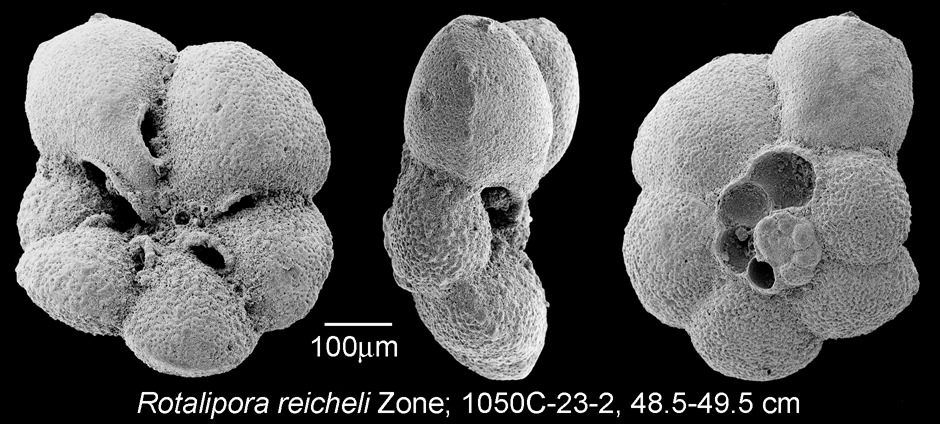 100μm
Rotalipora reicheli Zone; 1050C-23-2, 48.5-49.5 cm